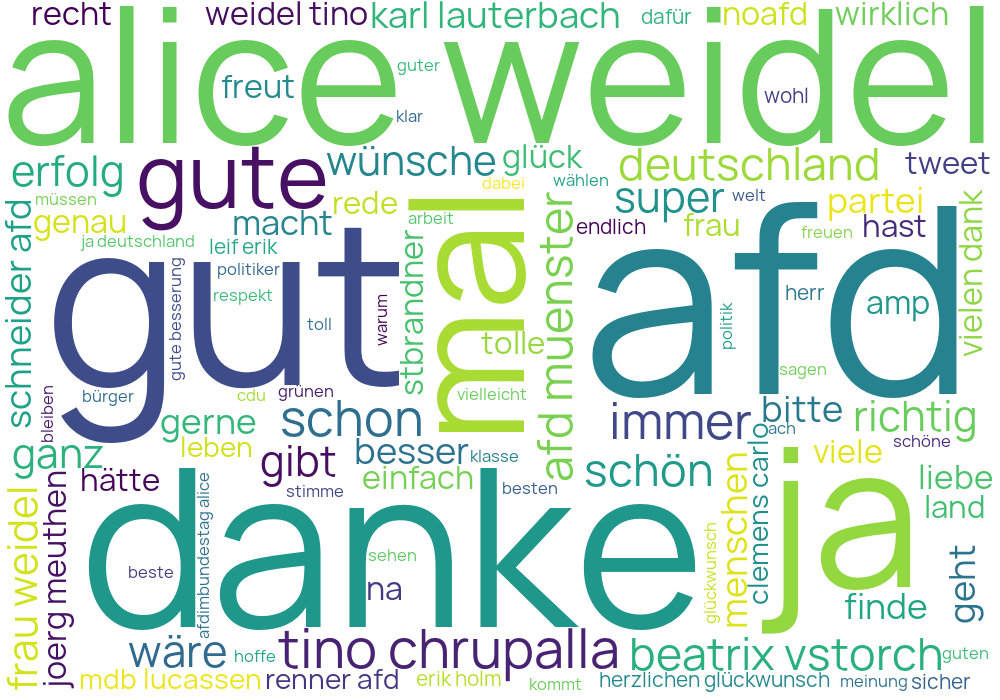 recht
weidel tino
karl lauterbach
dafür
noafd
wirklich
alice weidel
guter
freut
wohl
klar
gute
wünsche
glück
deutschland
tweet
erfolg
dabei
wählen
super
welt
partei
müssen
genau
macht
rede
arbeit
endlich
frau
freuen
hast
ja deutschland
leif erik
politiker
respekt
schneider afd
gut
gute besserung
toll
warum
stbrandner
mal
afd muenster
afd
herr
amp
politik
vielen dank
tolle
sagen
bürger
cdu
grünen
vielleicht
bleiben
gerne
schon
immer
bitte
richtig
ach
schöne
ganz
leben
gibt
besser
klasse
viele
hätte
stimme
einfach
besten
schön
liebe
land
frau weidel
joerg meuthen
danke
afdimbundestag alice
beste
sehen
na
glückwunsch
menschen
clemens carlo
ja
geht
finde
wäre
hoffe
tino chrupalla
beatrix vstorch
guten
mdb lucassen
renner afd
erik holm
kommt
herzlichen glückwunsch
meinung
sicher